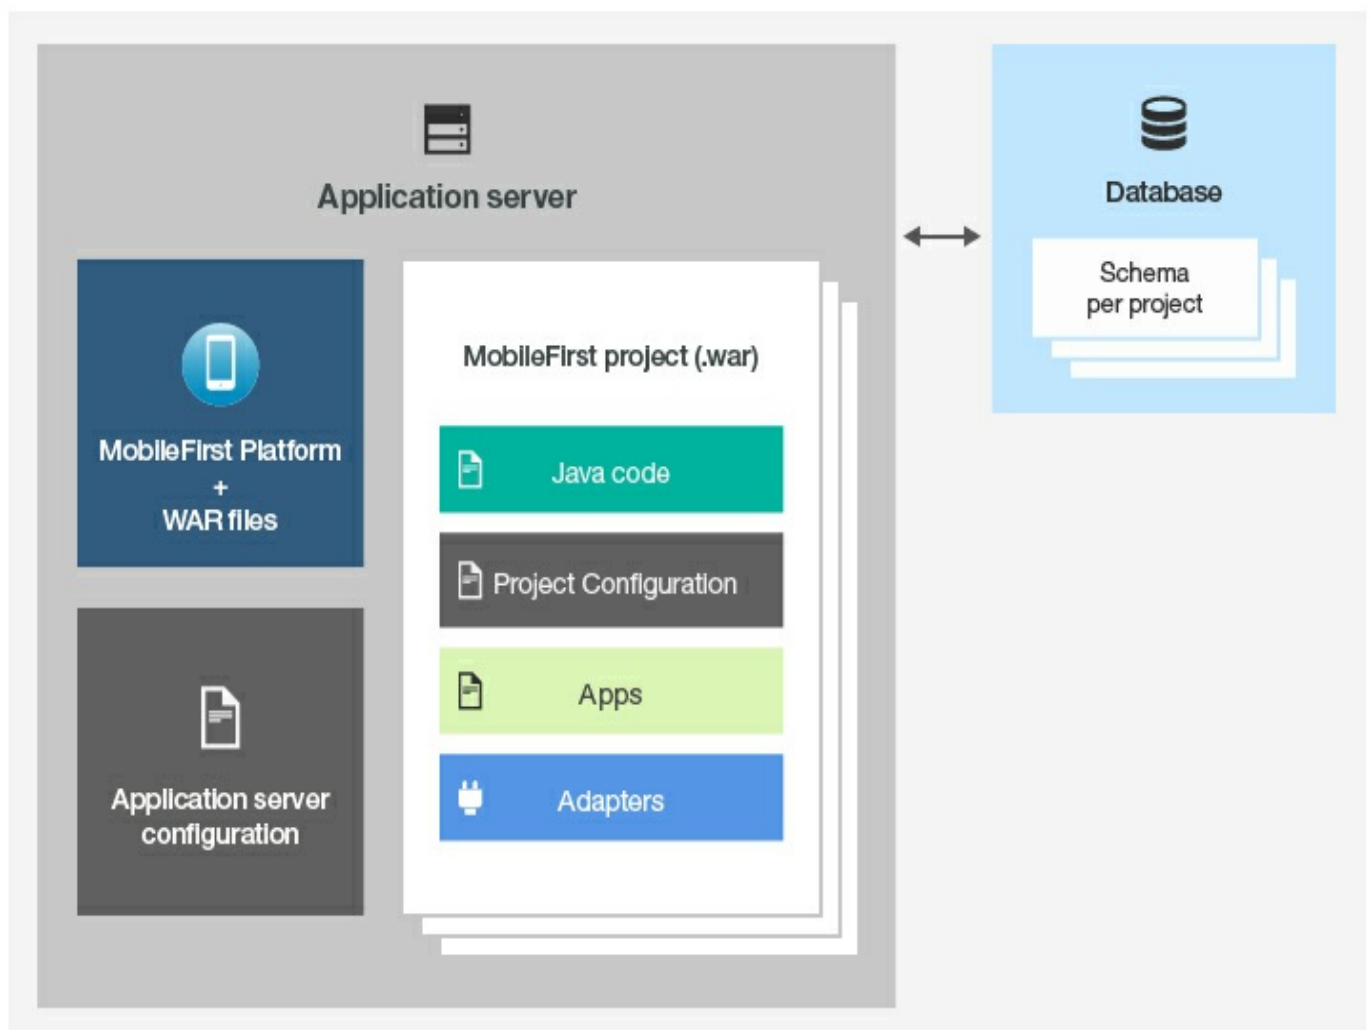 Application server
MobileFirst Platform
+
WAR files
Application server
configuration
MobileFirst project (.war)
Java code
Project Configuration
Apps
Adapters
Database
Schema
per project